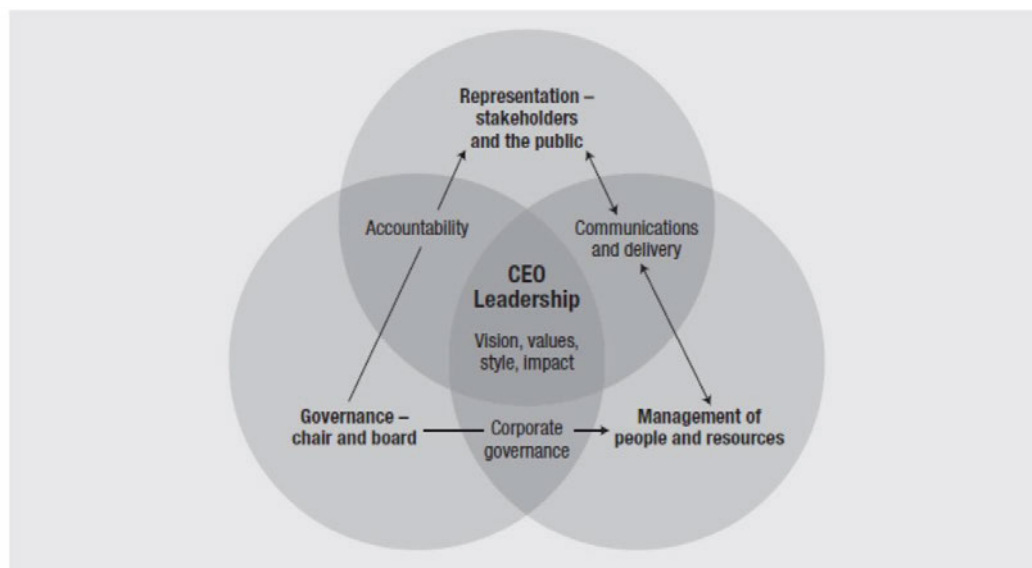 Representation –
stakeholders
and the public
Accountability
Communications
and delivery
CEO
Leadership
Vision, values,
style, impact
Governance –
chair and board
Corporate
governance
Management of
people and resources